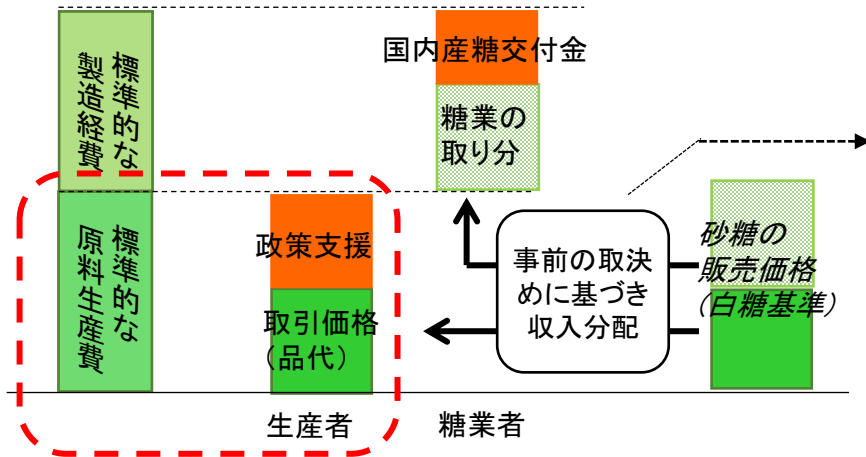 標準的な
製造経費
標準的な
原料生産費
政策支援
取引価格
（品代）
国内産糖交付金
糖業の
取り分
事前の取決
めに基づき
収入分配
砂糖の
販売価格
（白糖基準）
生産者
糖業者